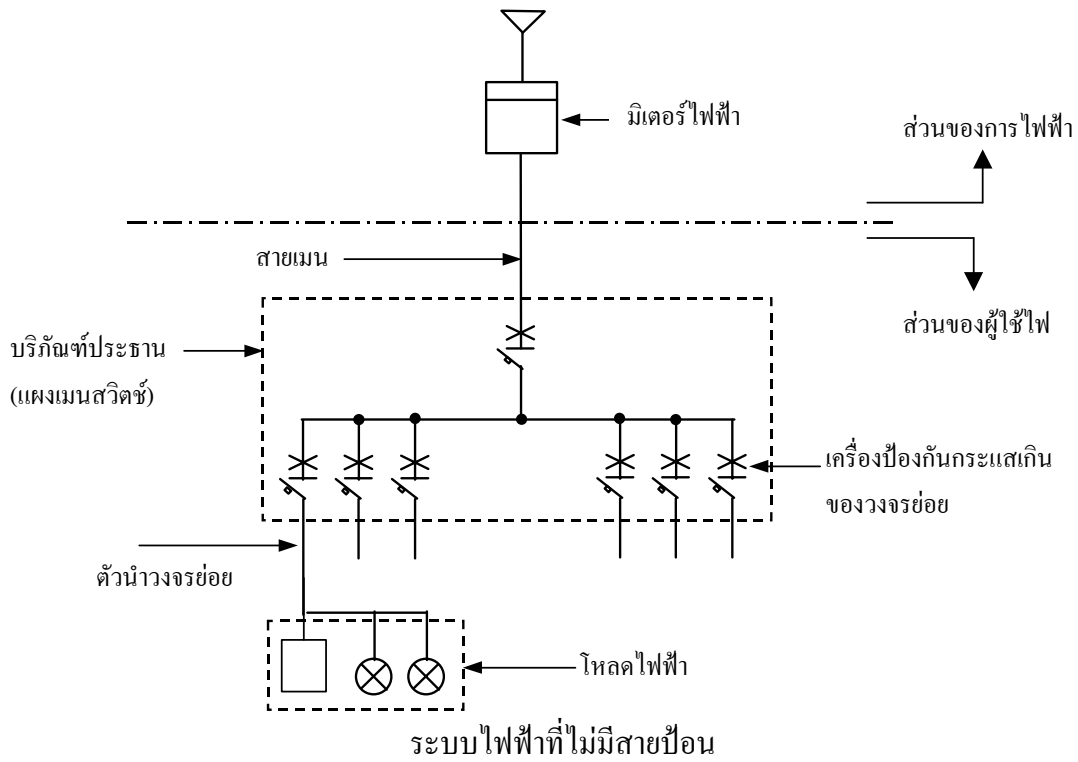 มิเตอร์ไฟฟ้า
ส่วนของการไฟฟ้า
สายเมน
ส่วนของผู้ใช้ไฟ
บริภัณฑ์ประธาน
(แผงเมนสวิตช์)
เครื่องป้องกันกระแสเกิน
ของวงจรย่อย
ตัวนำวงจรย่อย
โหลดไฟฟ้า
ระบบไฟฟ้าที่ไม่มีสายป้อน